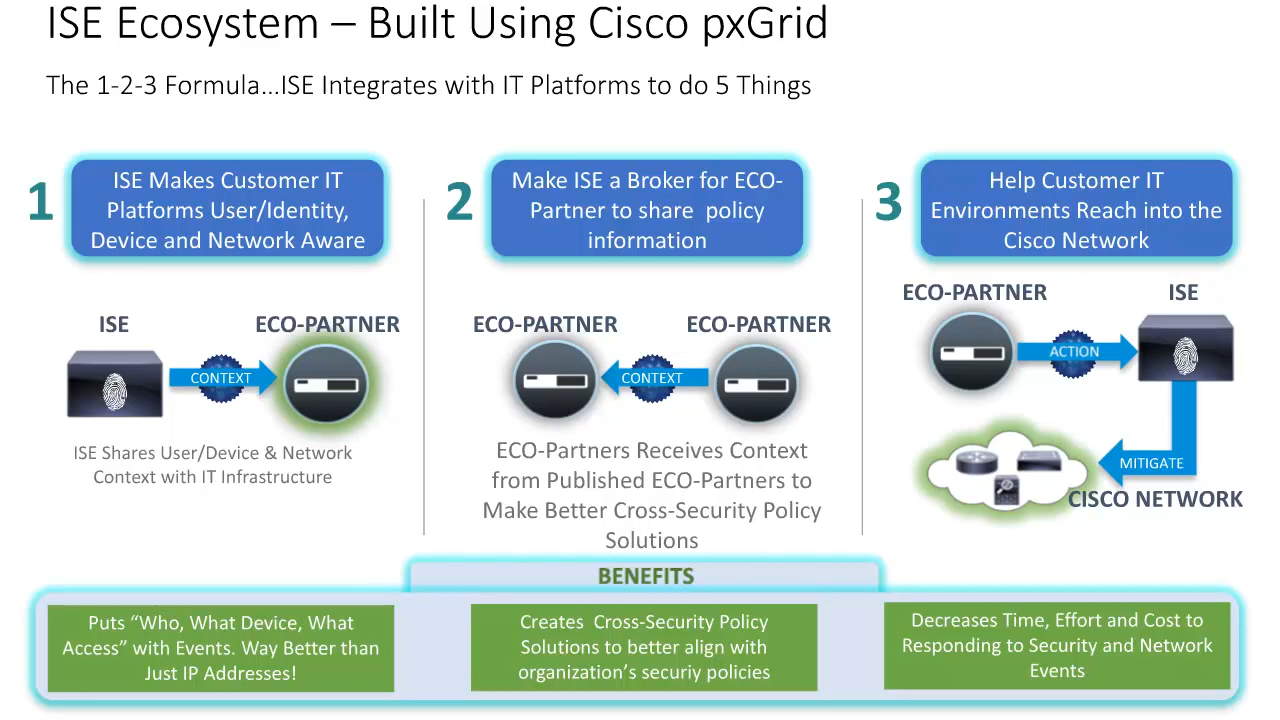 ISE Ecosystem – Built Using Cisco pxGrid
The 1-2-3 Formula…ISE Integrates with IT Platforms to do 5 Things
1
ISE Makes Customer IT
Platforms User/Identity,
Device and Network Aware
ISE
ECO-PARTNER
CONTEXT
ISE Shares User/Device & Network
Context with IT Infrastructure
2
Make ISE a Broker for ECO-
Partner to share policy
information
ECO-PARTNER
ECO-PARTNER
CONTEXT
ECO-Partners Receives Context
from Published ECO-Partners to
Make Better Cross-Security Policy
Solutions
3
Help Customer IT
Environments Reach into the
Cisco Network
ECO-PARTNER
ISE
ACTION
MITIGATE
CISCO NETWORK
BENEFITS
Puts “Who, What Device, What
Access” with Events. Way Better than
Just IP Addresses!
Creates Cross-Security Policy
Solutions to better align with
organization’s securiy policies
Decreases Time, Effort and Cost to
Responding to Security and Network
Events